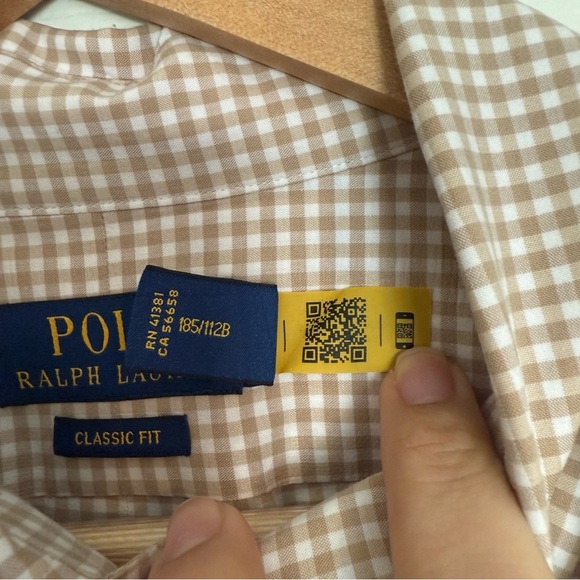 POL
RALPH LAU
RN 41381
CA 56658
185/112B
CLASSIC FIT